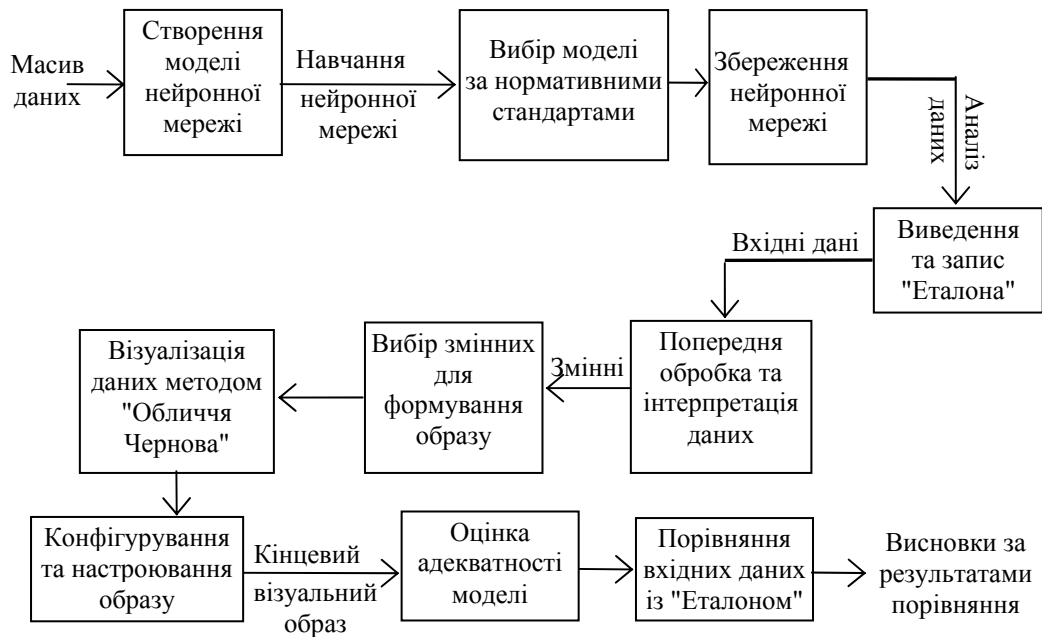 Масив
даних
Створення
моделі
нейронної
мережі
Навчання
нейронної
мережі
Вибір моделі
за нормативними
стандартами
Збереження
нейронної
мережі
Аналіз
даних
Виведення
та запис
"Еталона"
Вхідні дані
Попередня
обробка та
інтерпретація
даних
Змінні
Вибір змінних
для
формування
образу
Візуалізація
даних методом
"Обличчя
Чернова"
Конфігурування
та настроювання
образу
Кінцевий
візуальний
образ
Оцінка
адекватності
моделі
Порівняння
вхідних даних
із "Еталоном"
Висновки за
результатами
порівняння